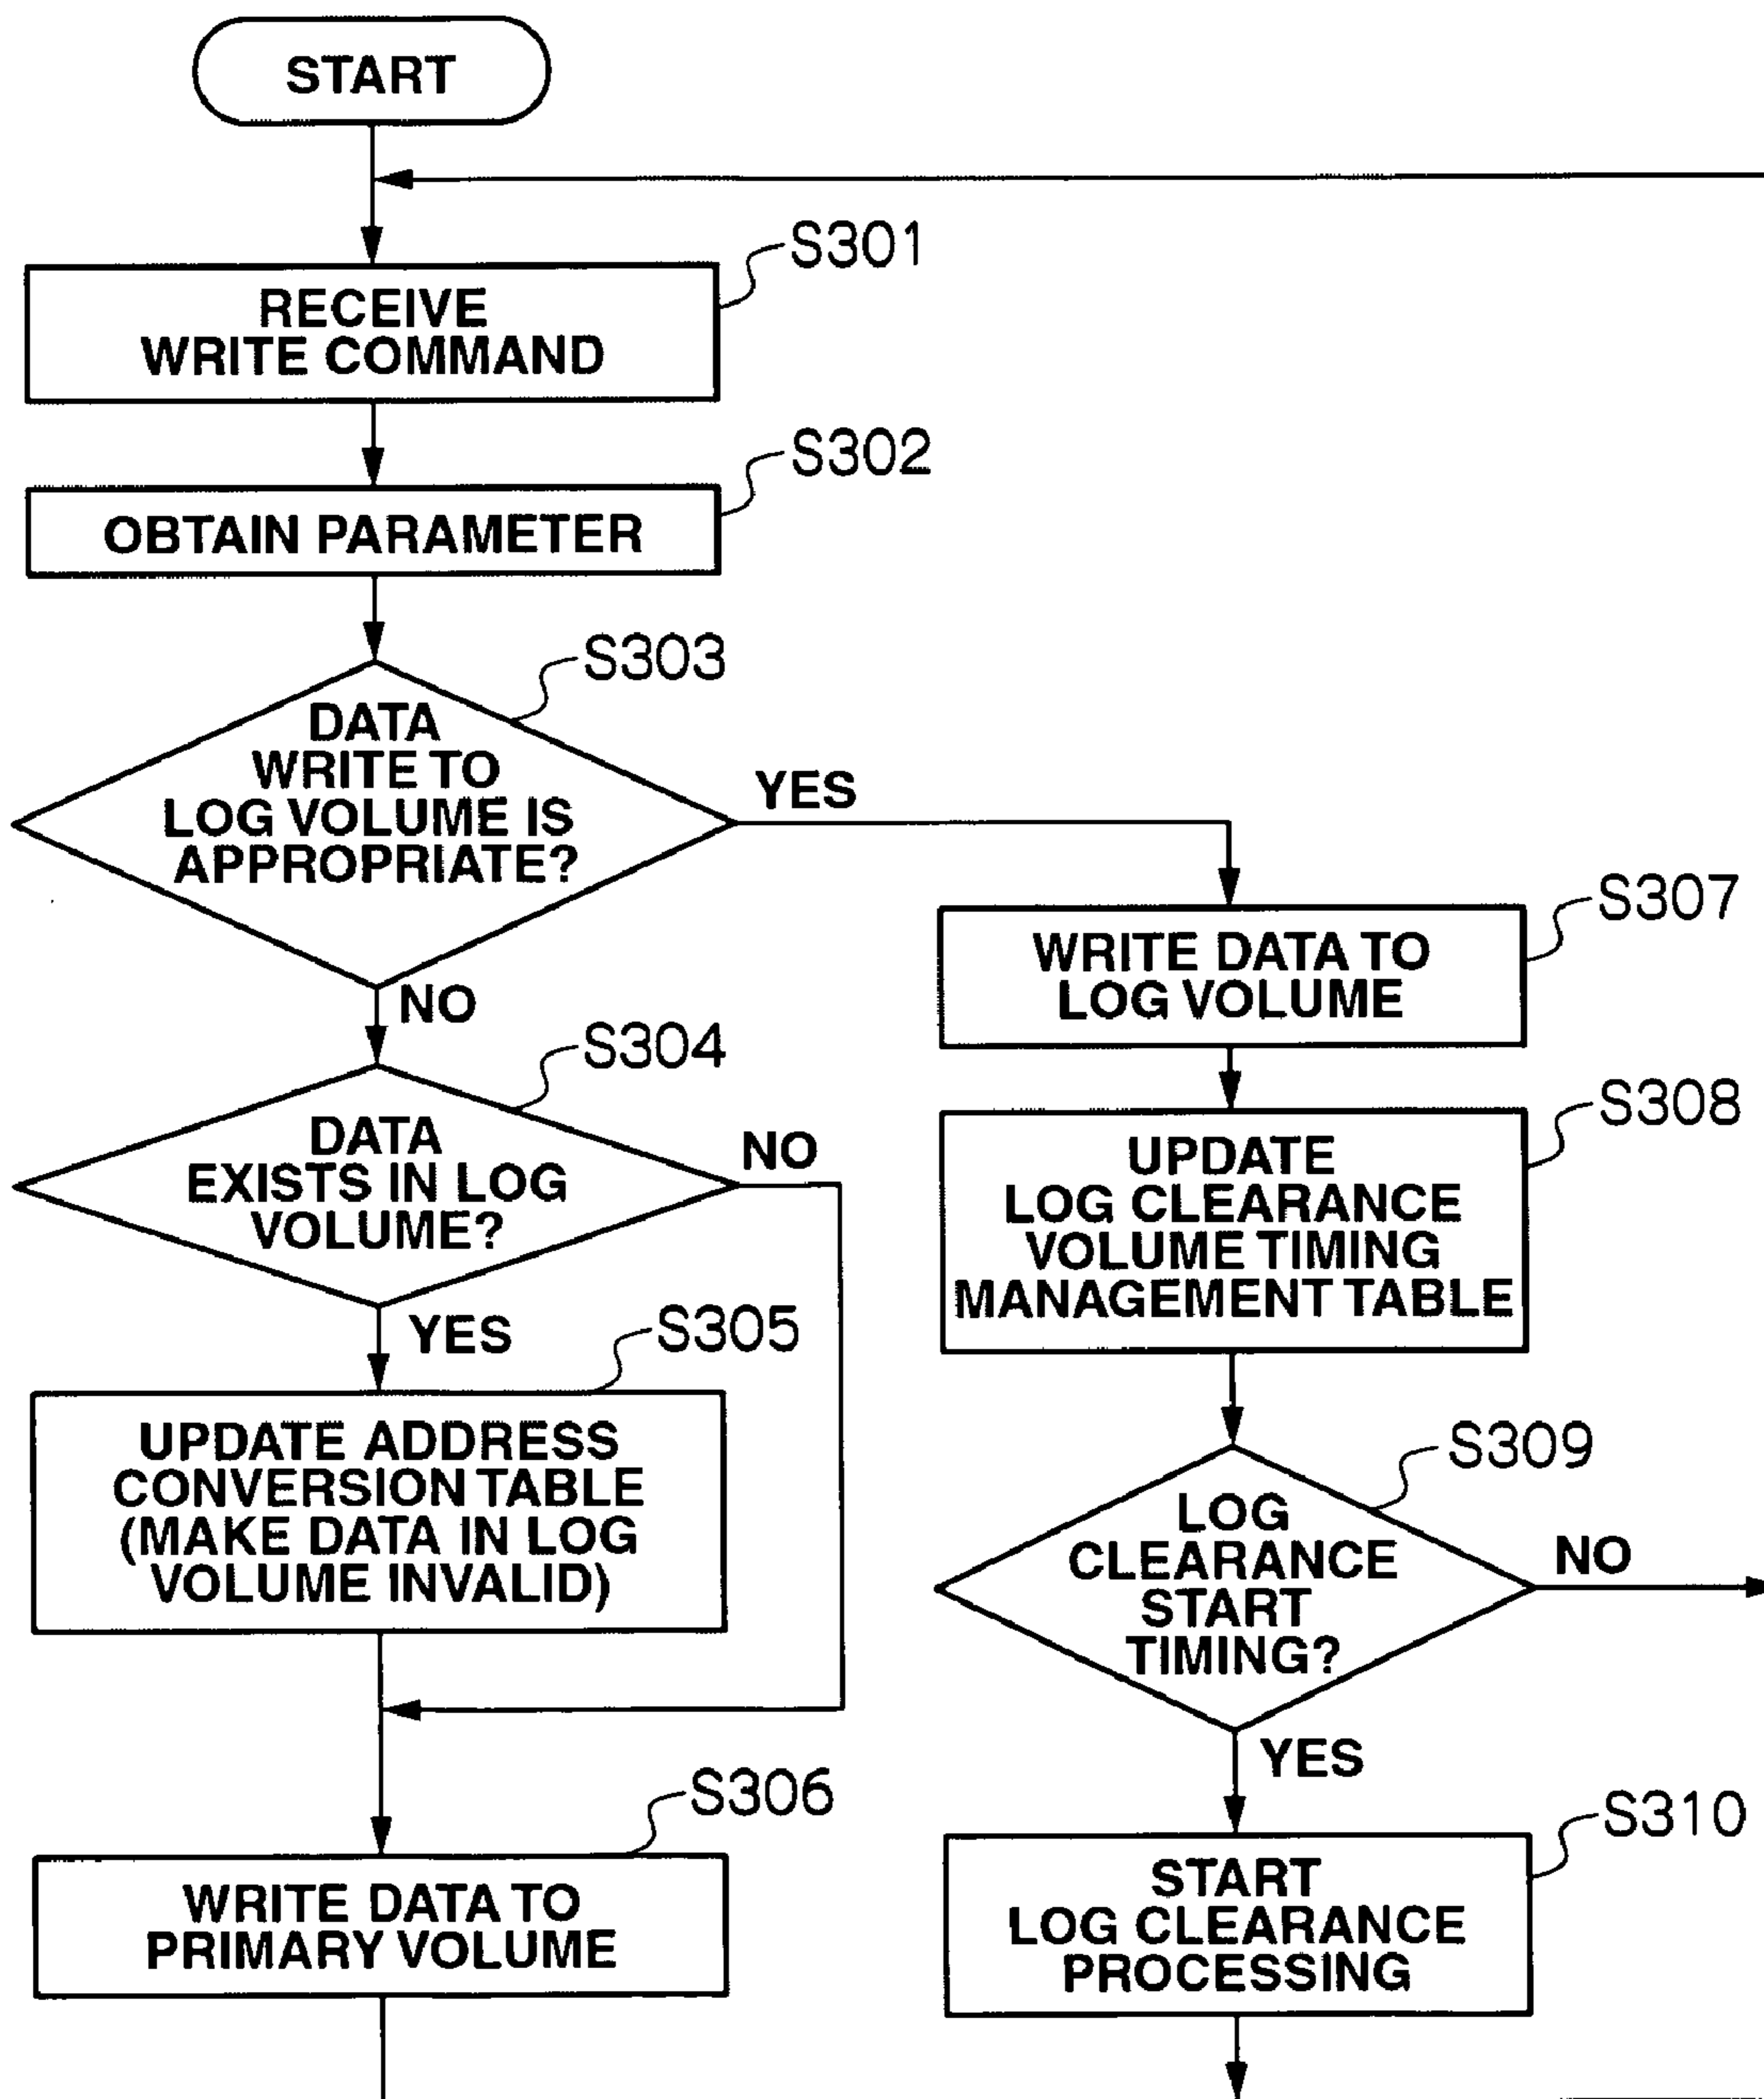 START
S301
RECEIVE
WRITE COMMAND
S302
OBTAIN PARAMETER
S303
DATA
WRITE TO
LOG VOLUME IS
APPROPRIATE?
YES
NO
S304
DATA
EXISTS IN LOG
VOLUME?
NO
YES
S305
UPDATE ADDRESS
CONVERSION TABLE
(MAKE DATA IN LOG
VOLUME INVALID)
S306
WRITE DATA TO
PRIMARY VOLUME
S307
WRITE DATA TO
LOG VOLUME
S308
UPDATE
LOG CLEARANCE
VOLUME TIMING
MANAGEMENT TABLE
S309
LOG
CLEARANCE
START
TIMING?
NO
YES
S310
START
LOG CLEARANCE
PROCESSING